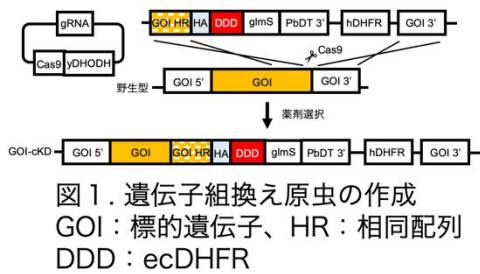 gRNA
Cas9 yDHODH
GOI HR HA DDD glmS PbDT 3' hDHFR GOI 3'
Cas9
野生型 GOI 5' GOI GOI 3'
薬剤選択
GOI-cKD GOI 5' GOI GOI HR HA DDD glmS PbDT 3' hDHFR GOI 3'
図1. 遺伝子組換え原虫の作成
GOI：標的遺伝子、HR：相同配列
DDD：ecDHFR